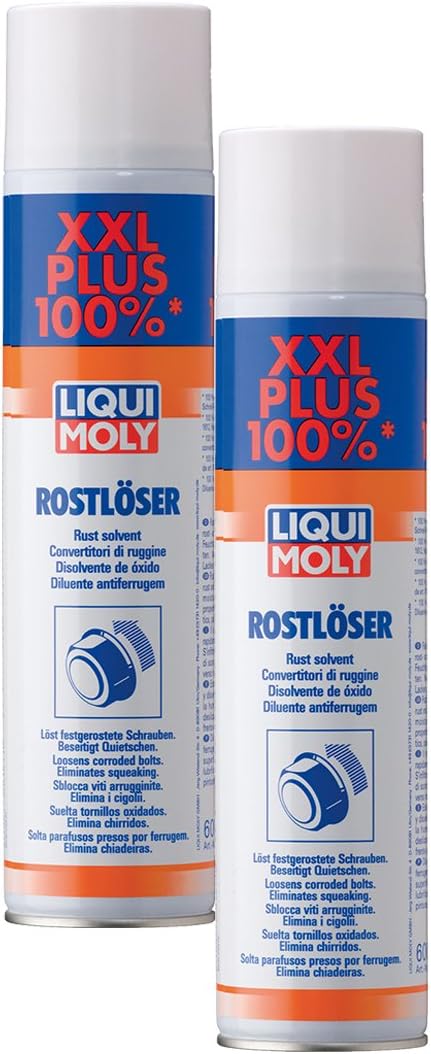 XXL
PLUS
100%*
LIQUI
MOLY
ROSTLÖSER
Rust solvent
Convertitori di ruggine
Disolvente de óxido
Diluente antiferrugem
Löst festgerostete Schrauben.
Beseitigt Quietschen.
Loosens corroded bolts.
Eliminates squeaking.
Sblocca viti arrugginite.
Elimina i cigolii.
Suelta tornillos oxidados.
Elimina chirridos.
Solta parafusos presos por ferrugem.
Elimina chiadeiras.
XXL
PLUS
100%*
LIQUI
MOLY
ROSTLÖSER
Rust solvent
Convertitori di ruggine
Disolvente de óxido
Diluente antiferrugem
Löst festgerostete Schrauben.
Beseitigt Quietschen.
Loosens corroded bolts.
Eliminates squeaking.
Sblocca viti arrugginite.
Elimina i cigolii.
Suelta tornillos oxidados.
Elimina chirridos.
Solta parafusos presos por ferrugem.
Elimina chiadeiras.